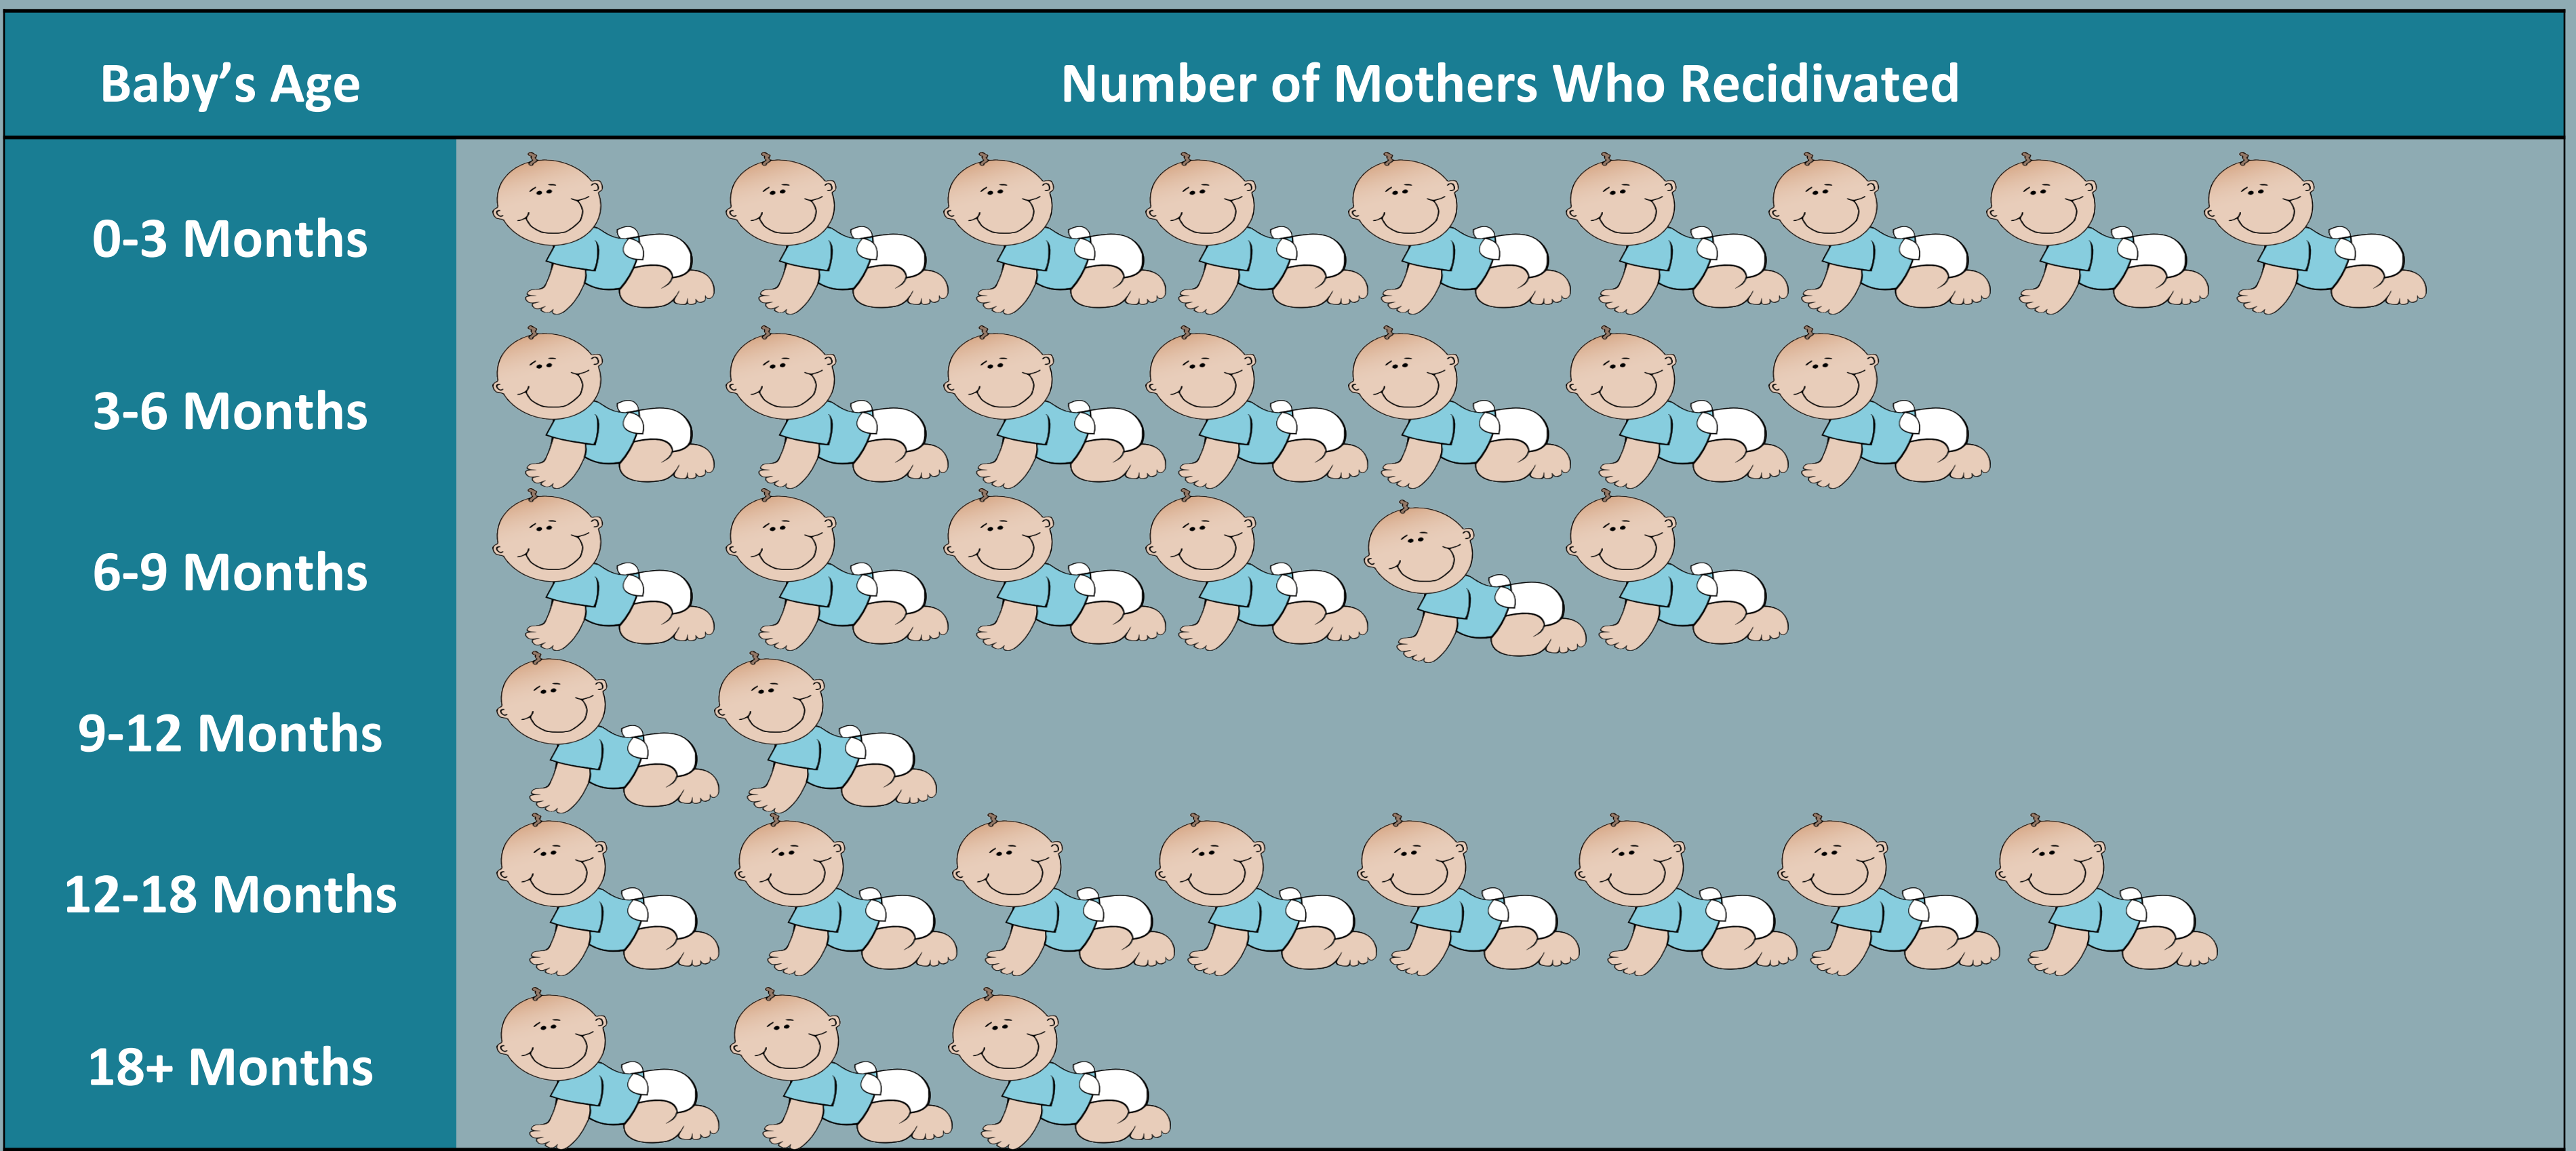 Baby’s Age
Number of Mothers Who Recidivated
0-3 Months
3-6 Months
6-9 Months
9-12 Months
12-18 Months
18+ Months